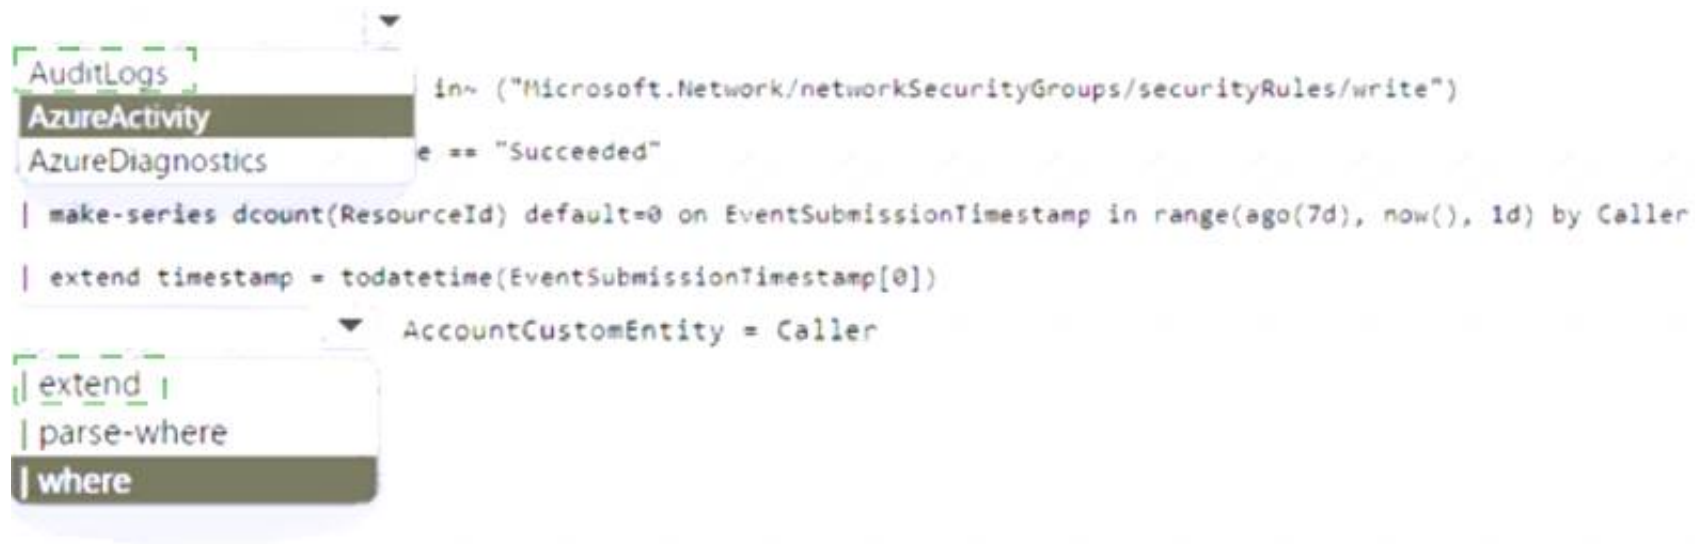 AuditLogs
in~ ("Microsoft.Network/networkSecurityGroups/securityRules/write")
AzureActivity
AzureDiagnostics
e == "Succeeded"
| make-series dcount(ResourceId) default=0 on EventSubmissionTimestamp in range(ago(7d), now(), 1d) by Caller
| extend timestamp = todatetime(EventSubmissionTimestamp[0])
AccountCustomEntity = Caller
| extend
| parse-where
| where